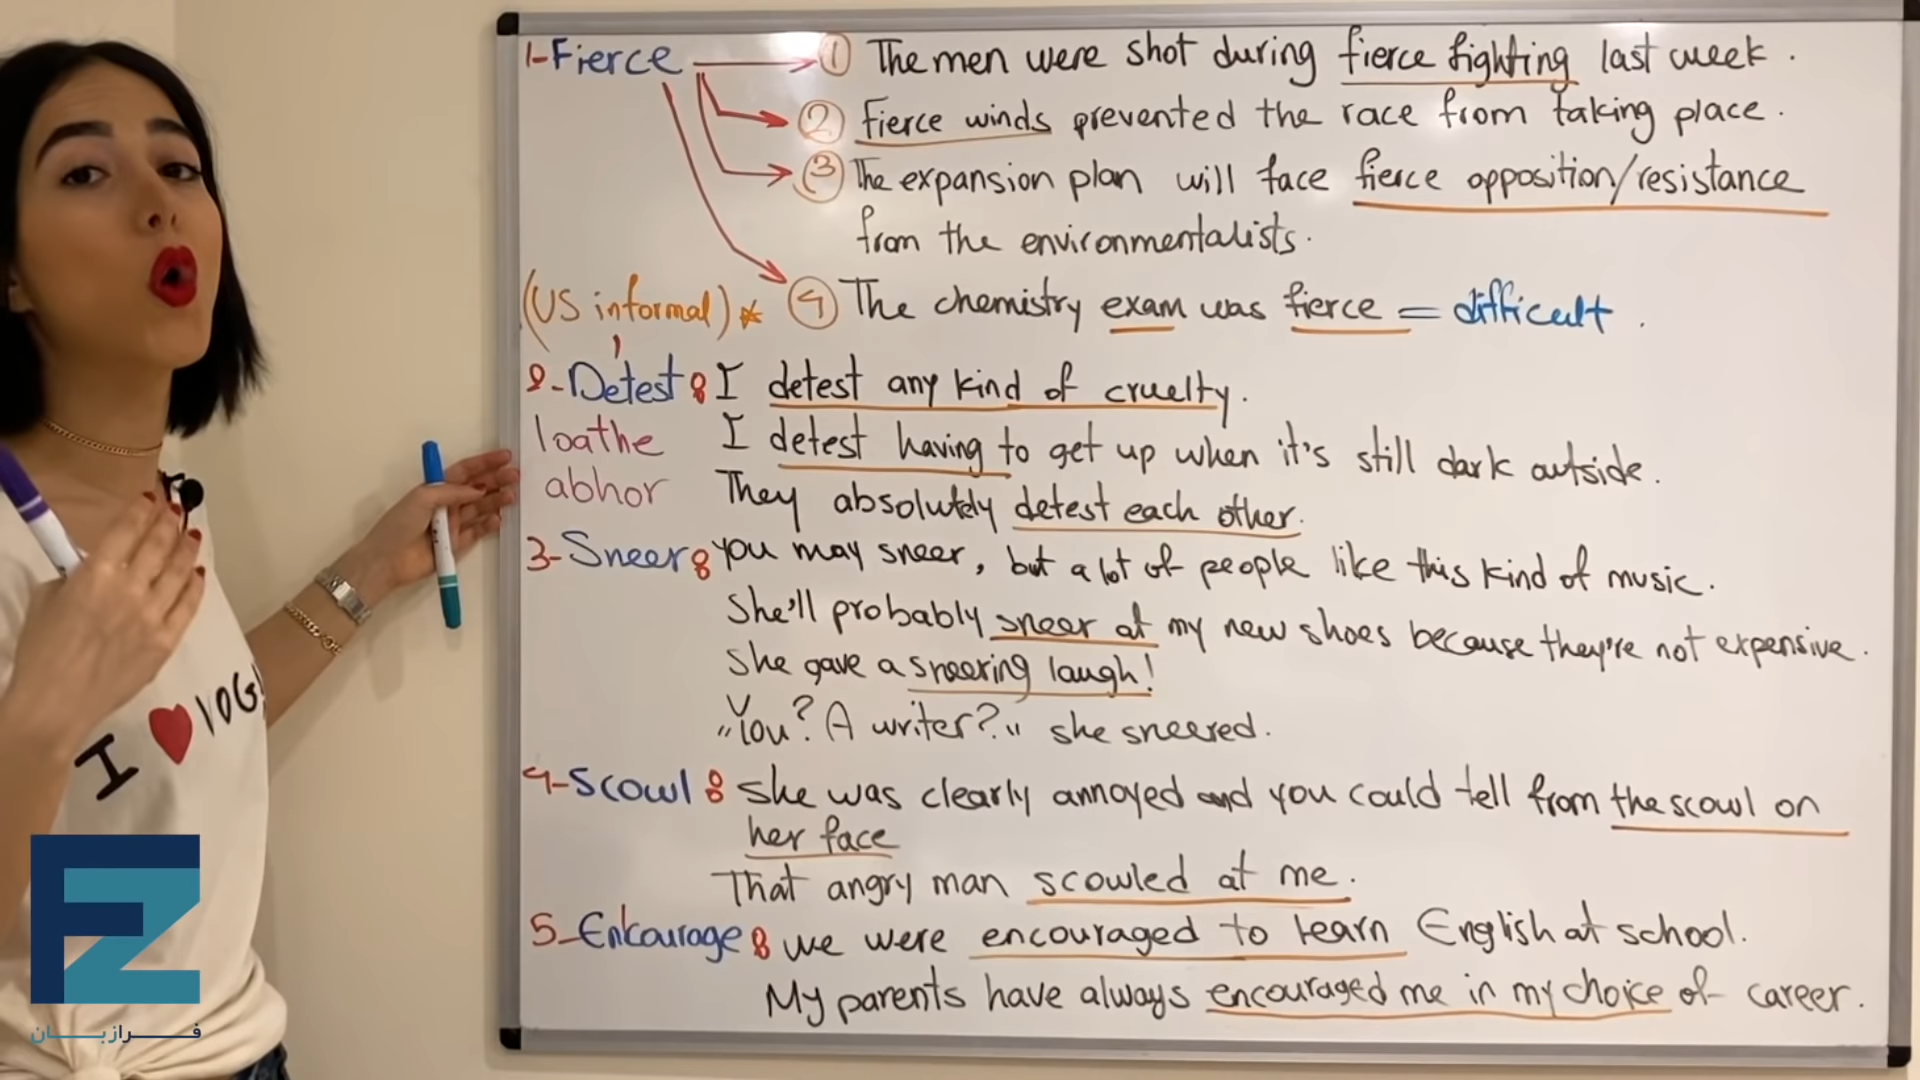 1-Fierce ① The men were shot during fierce fighting last week.
② Fierce winds prevented the race from taking place.
③ The expansion plan will face fierce opposition/resistance
from the environmentalists.
(US informal) * ④ The chemistry exam was fierce = difficult.
2-Detest: I detest any kind of cruelty.
loathe I detest having to get up when it's still dark outside.
abhor They absolutely detest each other.
3-Sneer: you may sneer, but a lot of people like this kind of music.
She'll probably sneer at my new shoes because they're not expensive.
She gave a sneering laugh!
"You? A writer?" she sneered.
4-Scowl: she was clearly annoyed and you could tell from the scowl on
her face
That angry man scowled at me.
5-Encourage: we were encouraged to learn English at school.
My parents have always encouraged me in my choice of career.
I ♥ VOG
FZ
فرازبان